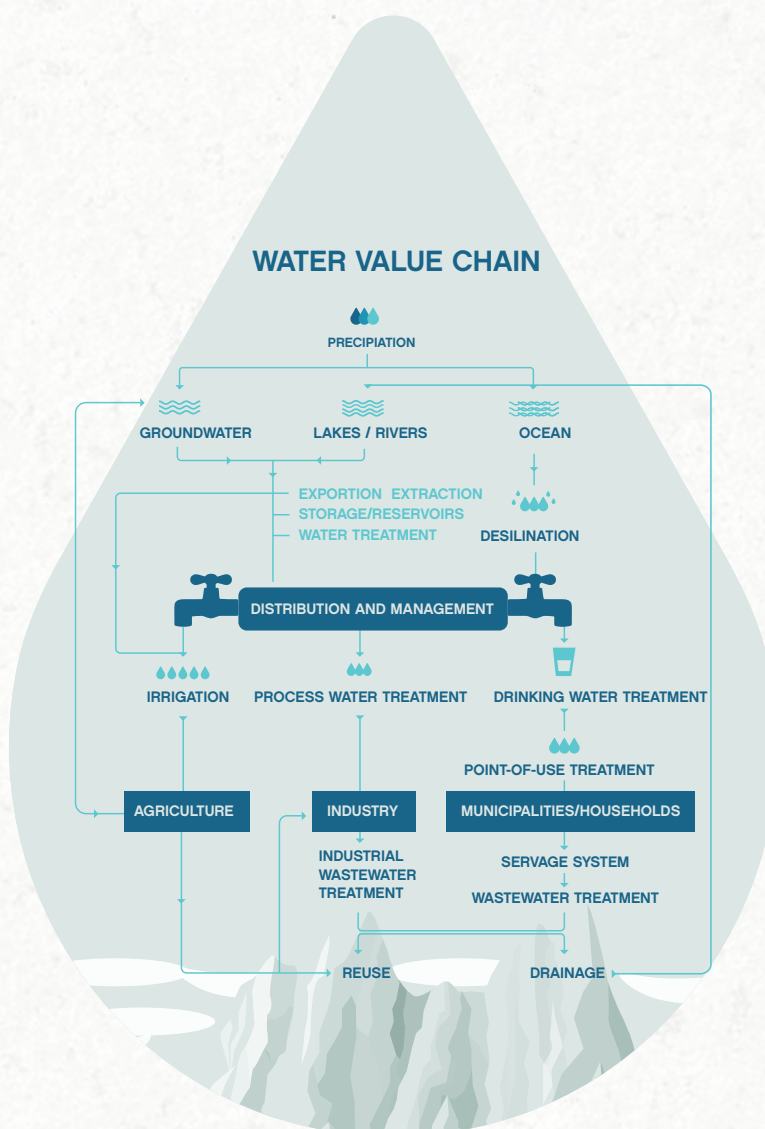 WATER VALUE CHAIN
PRECIPIATION
GROUNDWATER
LAKES / RIVERS
OCEAN
EXPORTION EXTRACTION
STORAGE/RESERVOIRS
WATER TREATMENT
DESILINATION
DISTRIBUTION AND MANAGEMENT
IRRIGATION
PROCESS WATER TREATMENT
DRINKING WATER TREATMENT
POINT-OF-USE TREATMENT
AGRICULTURE
INDUSTRY
MUNICIPALITIES/HOUSEHOLDS
INDUSTRIAL
WASTEWATER
TREATMENT
SERVAGE SYSTEM
WASTEWATER TREATMENT
REUSE
DRAINAGE